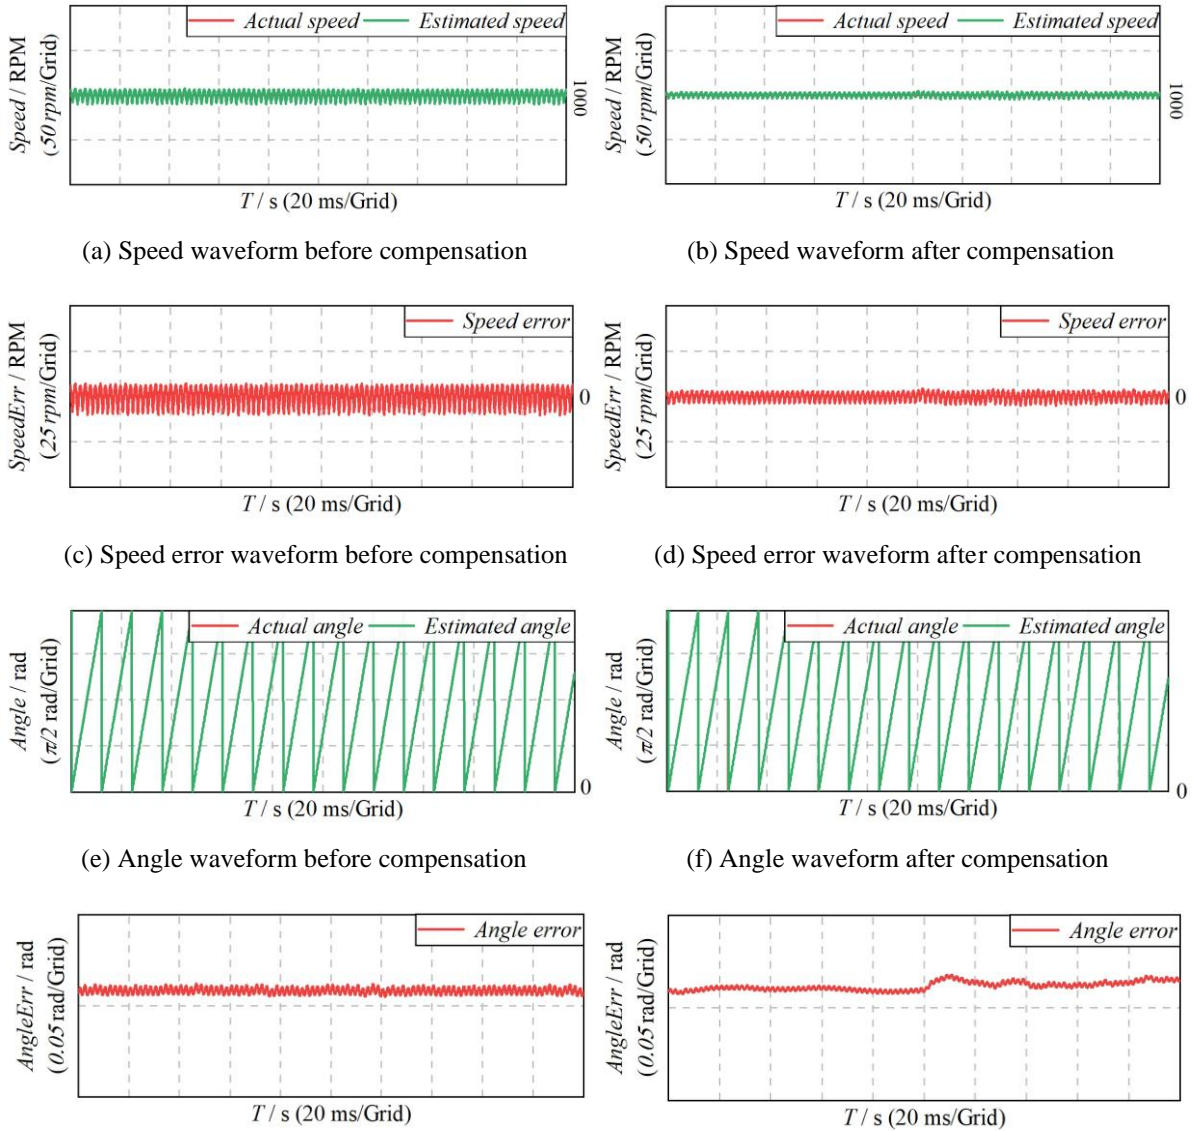 Actual speed Estimated speed
Speed / RPM
(50 rpm/Grid)
1000
T / s (20 ms/Grid)
(a) Speed waveform before compensation
Actual speed Estimated speed
Speed / RPM
(50 rpm/Grid)
1000
T / s (20 ms/Grid)
(b) Speed waveform after compensation
Speed error
SpeedErr / RPM
(25 rpm/Grid)
0
T / s (20 ms/Grid)
(c) Speed error waveform before compensation
Speed error
SpeedErr / RPM
(25 rpm/Grid)
0
T / s (20 ms/Grid)
(d) Speed error waveform after compensation
Actual angle Estimated angle
Angle / rad
(π/2 rad/Grid)
0
T / s (20 ms/Grid)
(e) Angle waveform before compensation
Actual angle Estimated angle
Angle / rad
(π/2 rad/Grid)
0
T / s (20 ms/Grid)
(f) Angle waveform after compensation
Angle error
AngleErr / rad
(0.05 rad/Grid)
T / s (20 ms/Grid)
Angle error
AngleErr / rad
(0.05 rad/Grid)
T / s (20 ms/Grid)